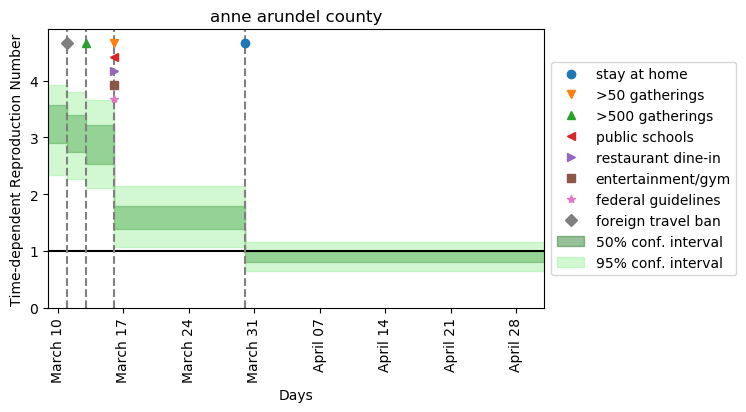 anne arundel county
Time-dependent Reproduction Number
4
3
2
1
0
March 10
March 17
March 24
March 31
April 07
April 14
April 21
April 28
Days
stay at home
>50 gatherings
>500 gatherings
public schools
restaurant dine-in
entertainment/gym
federal guidelines
foreign travel ban
50% conf. interval
95% conf. interval